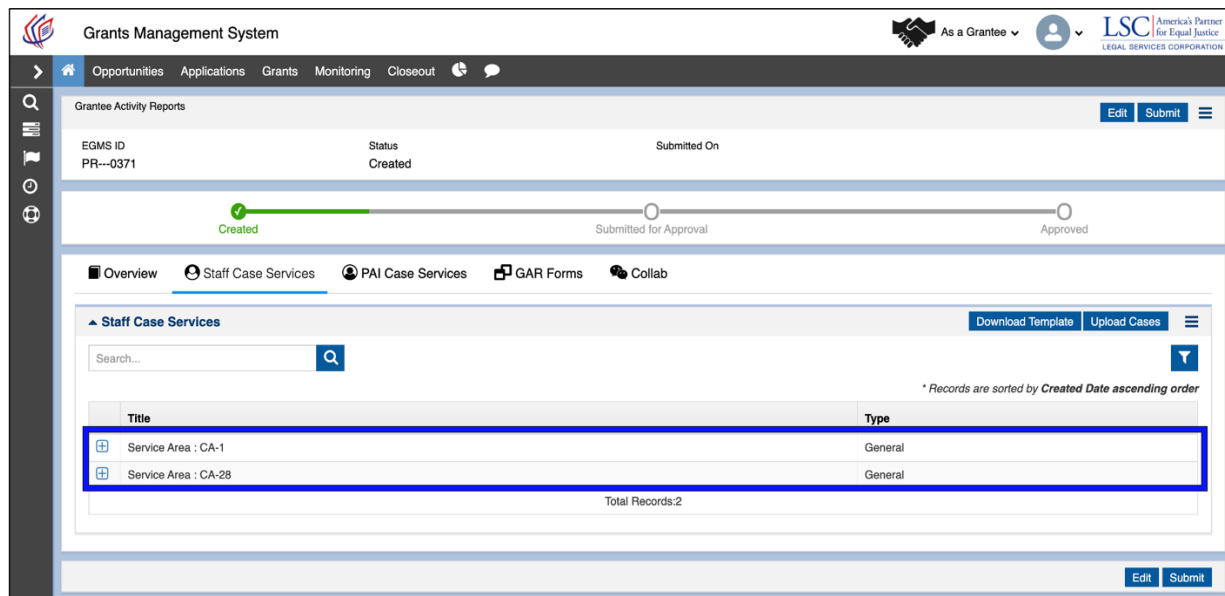 Grants Management System
As a Grantee
LSC America's Partner for Equal Justice
LEGAL SERVICES CORPORATION
Opportunities Applications Grants Monitoring Closeout
Grantee Activity Reports
Edit Submit
EGMS ID Status Submitted On
PR---0371 Created
Created Submitted for Approval Approved
Overview Staff Case Services PAI Case Services GAR Forms Collab
Staff Case Services Download Template Upload Cases
Search...
* Records are sorted by Created Date ascending order
Title Type
Service Area : CA-1 General
Service Area : CA-28 General
Total Records:2
Edit Submit